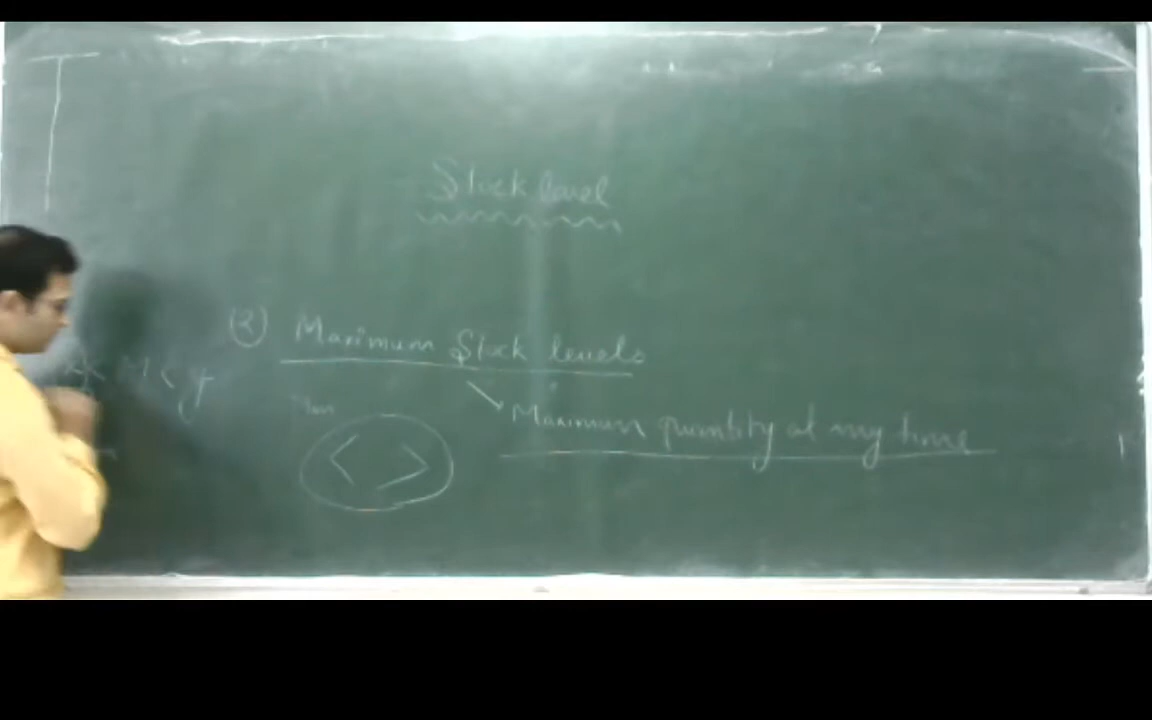 Stock level
(2) Maximum Stock levels
Maximum quantity at any time
< >